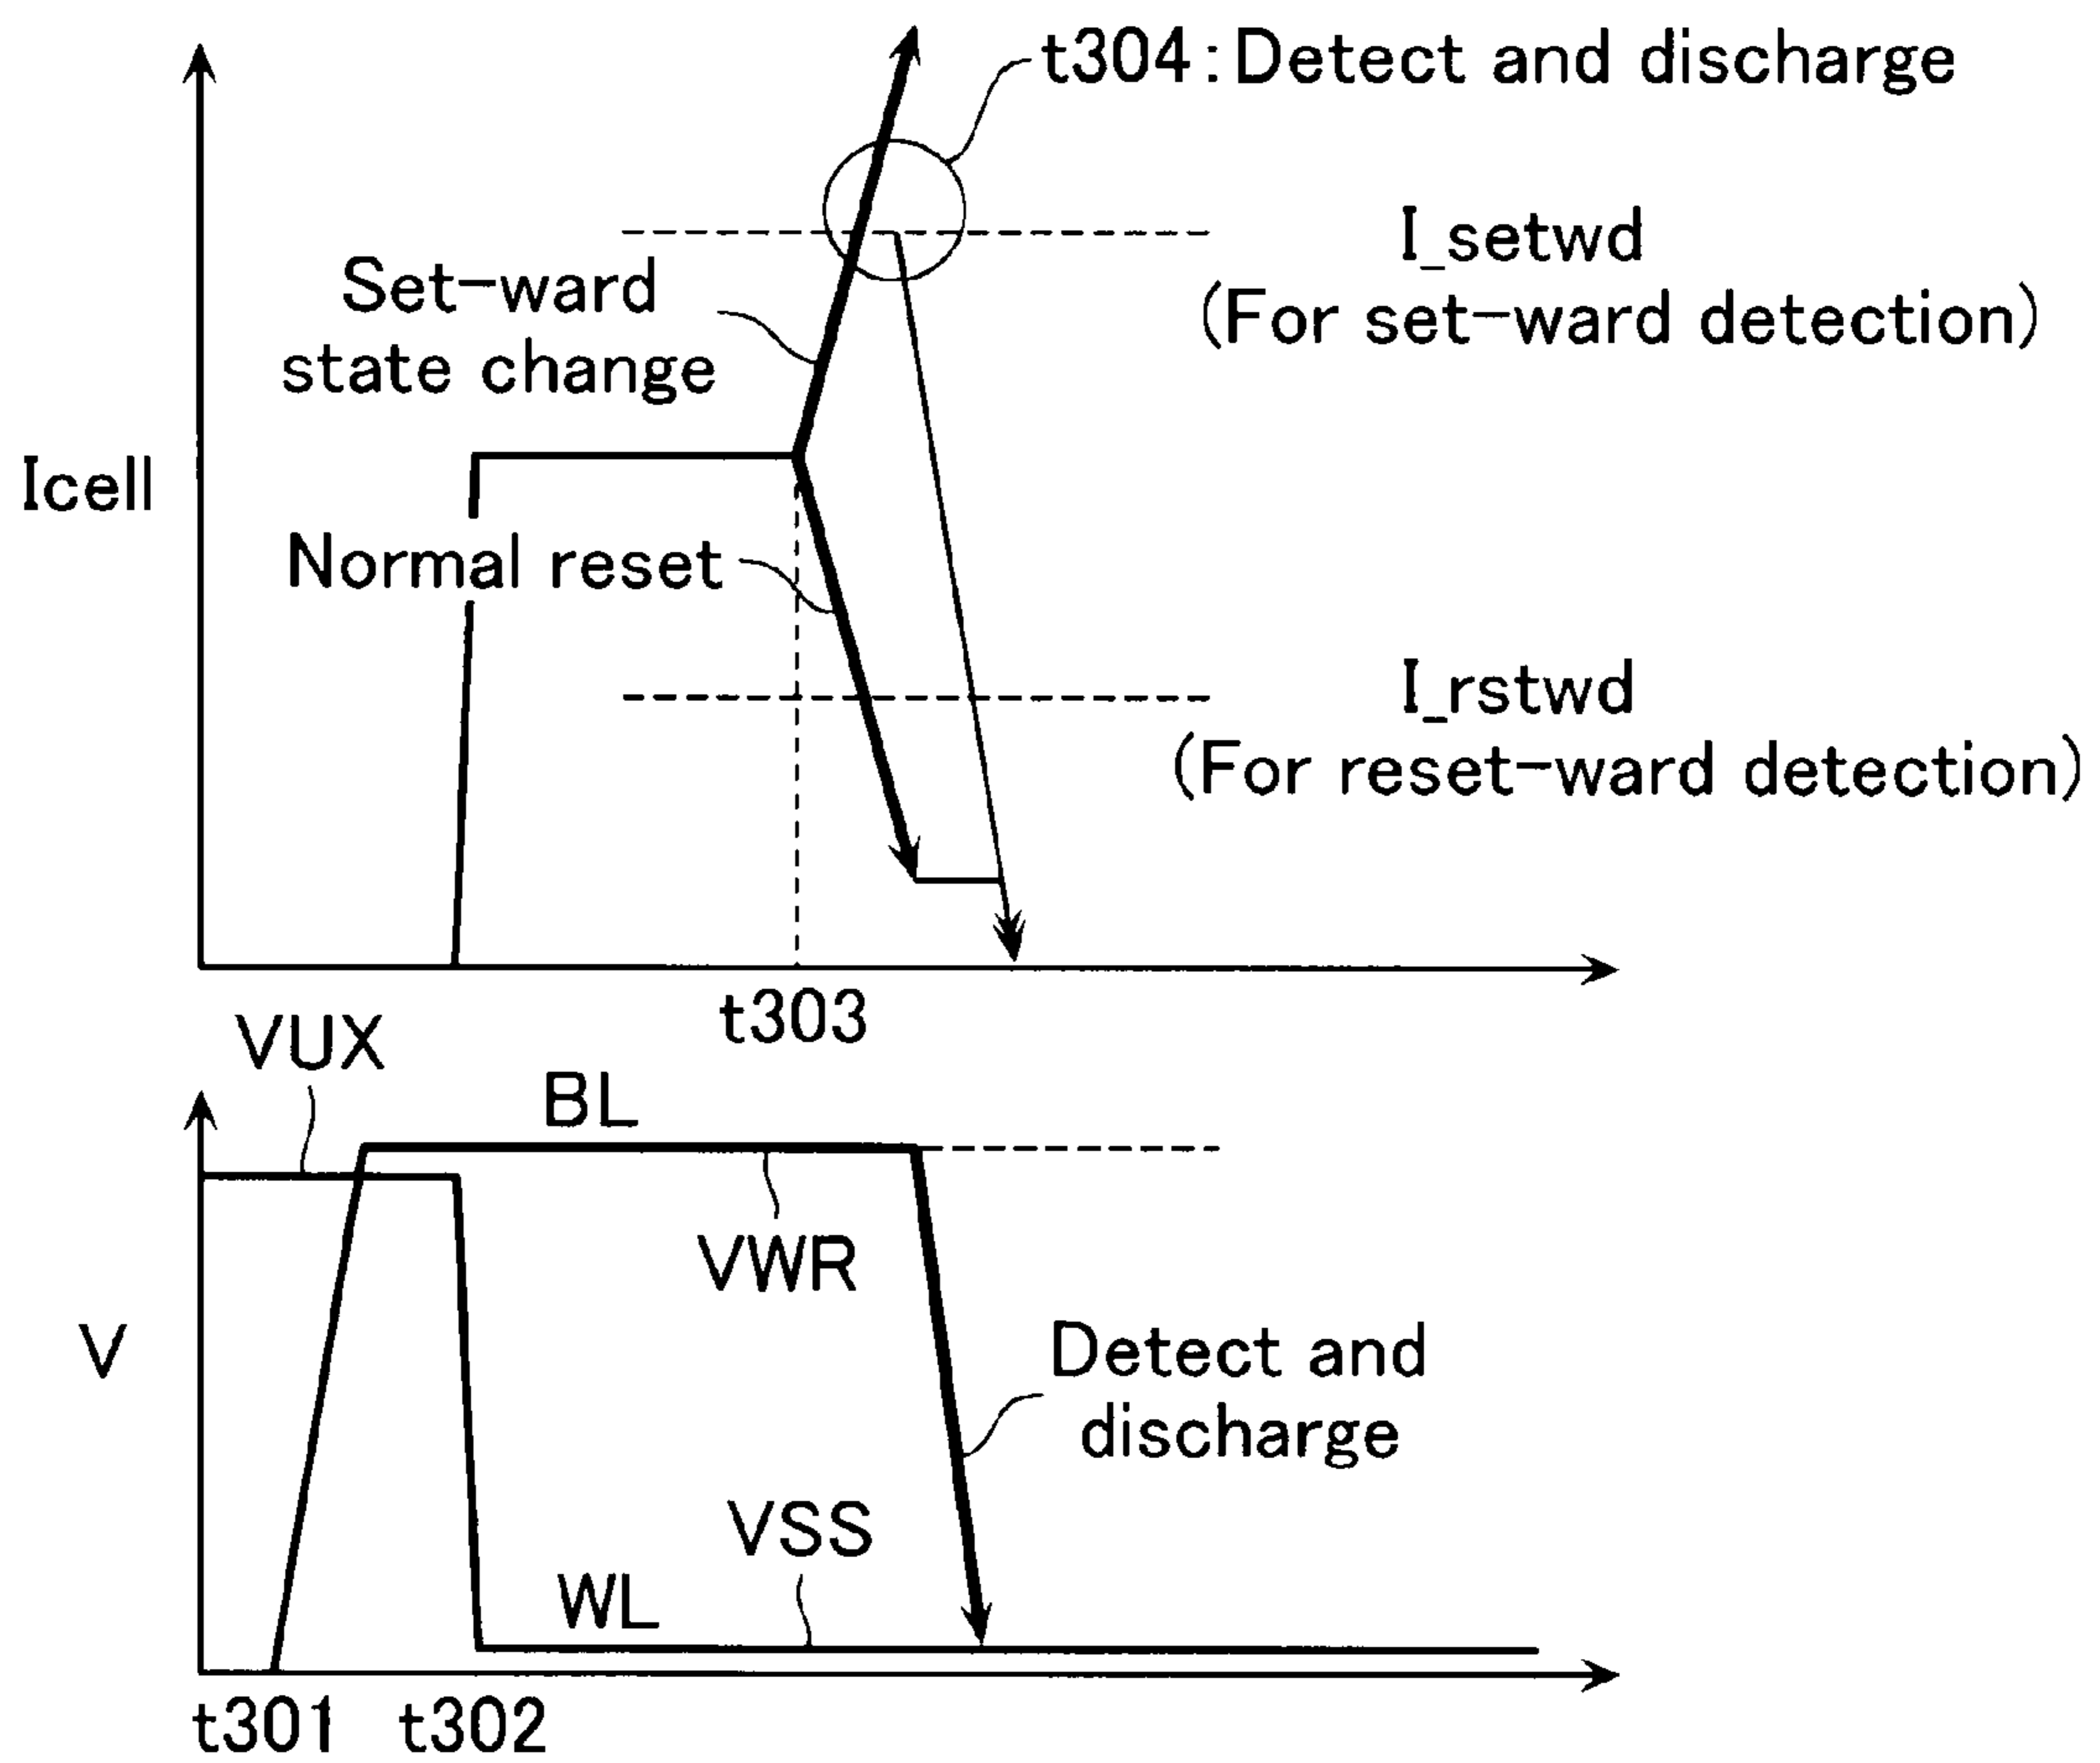 t304:Detect and discharge
I_setwd
(For set-ward detection)
Set-ward
state change
Icell
Normal reset
I_rstwd
(For reset-ward detection)
t303
VUX
BL
VWR
V
Detect and
discharge
VSS
WL
t301
t302